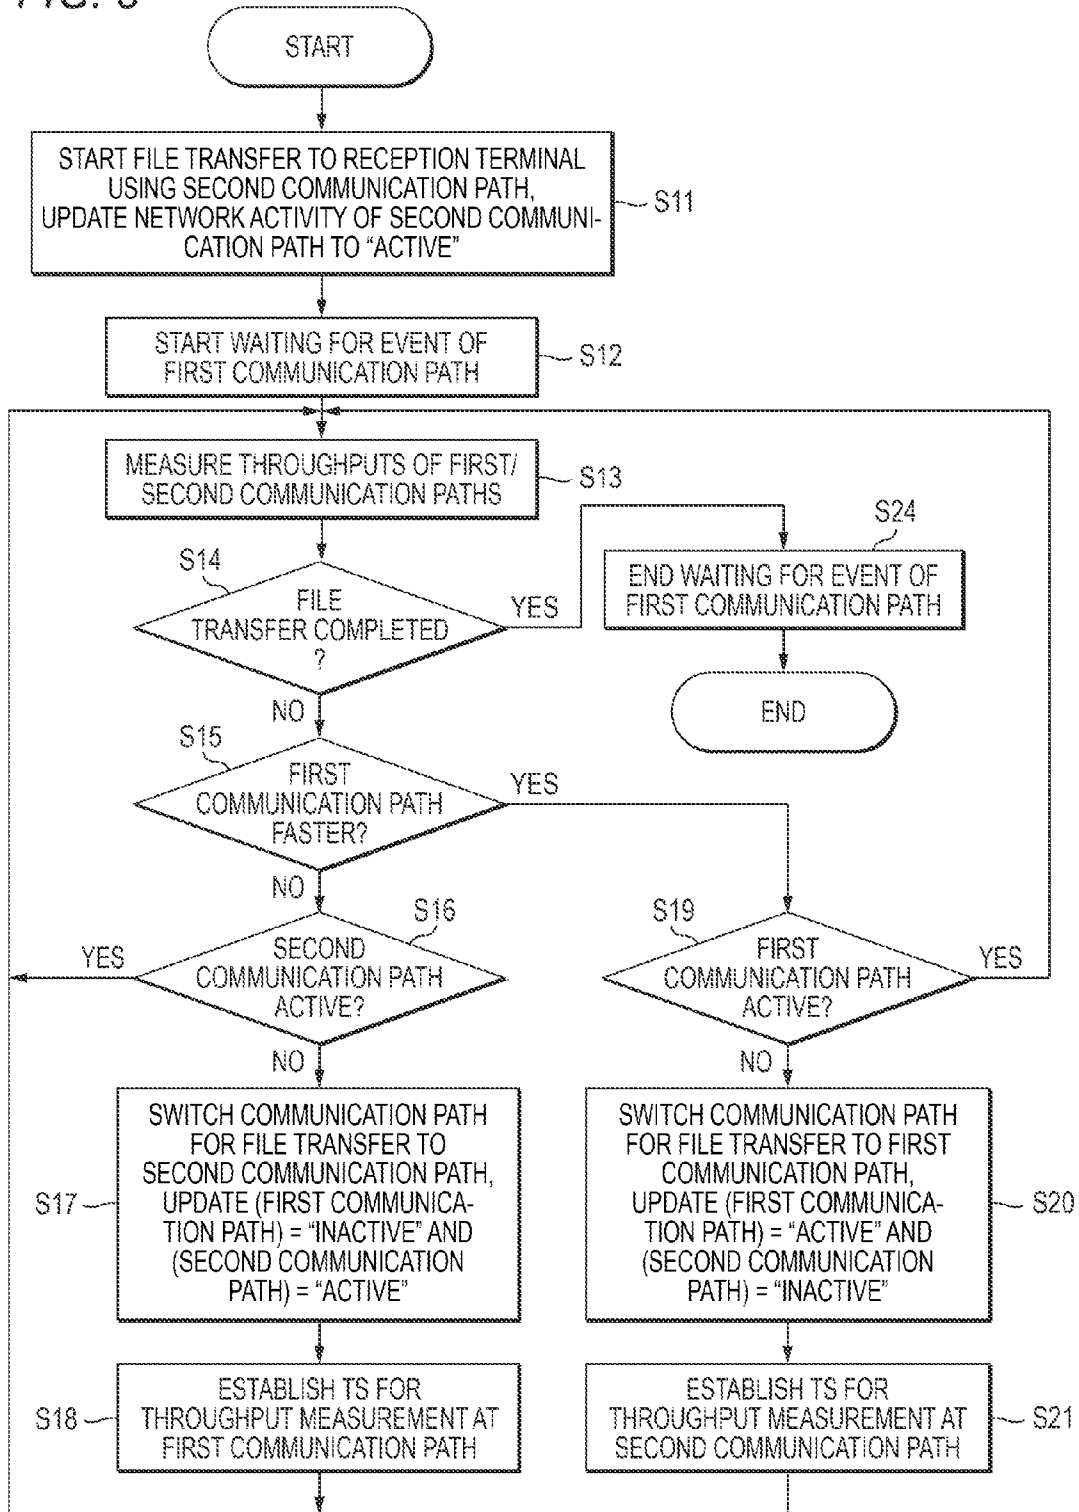 START
START FILE TRANSFER TO RECEPTION TERMINAL
USING SECOND COMMUNICATION PATH,
UPDATE NETWORK ACTIVITY OF SECOND COMMUNI-
CATION PATH TO “ACTIVE”
S11
START WAITING FOR EVENT OF
FIRST COMMUNICATION PATH
S12
MEASURE THROUGHPUTS OF FIRST/
SECOND COMMUNICATION PATHS
S13
S14
FILE
TRANSFER COMPLETED
?
YES
NO
S24
END WAITING FOR EVENT OF
FIRST COMMUNICATION PATH
END
S15
FIRST
COMMUNICATION PATH
FASTER?
YES
NO
S16
SECOND
COMMUNICATION PATH
ACTIVE?
YES
NO
S19
FIRST
COMMUNICATION PATH
ACTIVE?
YES
NO
SWITCH COMMUNICATION PATH
FOR FILE TRANSFER TO
SECOND COMMUNICATION PATH,
UPDATE (FIRST COMMUNICA-
TION PATH) = “INACTIVE” AND
(SECOND COMMUNICATION
PATH) = “ACTIVE”
S17
SWITCH COMMUNICATION PATH
FOR FILE TRANSFER TO FIRST
COMMUNICATION PATH,
UPDATE (FIRST COMMUNICA-
TION PATH) = “ACTIVE” AND
(SECOND COMMUNICATION
PATH) = “INACTIVE”
S20
ESTABLISH TS FOR
THROUGHPUT MEASUREMENT AT
FIRST COMMUNICATION PATH
S18
ESTABLISH TS FOR
THROUGHPUT MEASUREMENT AT
SECOND COMMUNICATION PATH
S21